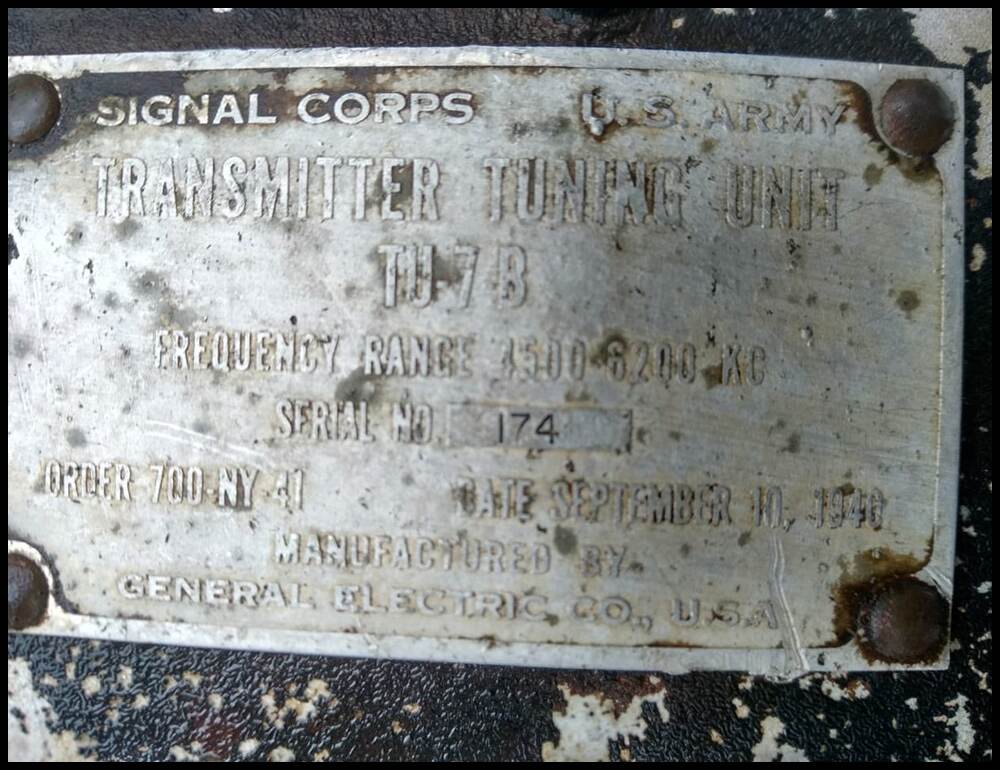 SIGNAL CORPS U.S. ARMY
TRANSMITTER TUNING UNIT
TU-7-B
FREQUENCY RANGE 4500-6200 KC
SERIAL NO. 174
ORDER 700-NY-41 DATE SEPTEMBER 10, 1940
MANUFACTURED BY
GENERAL ELECTRIC CO., U.S.A